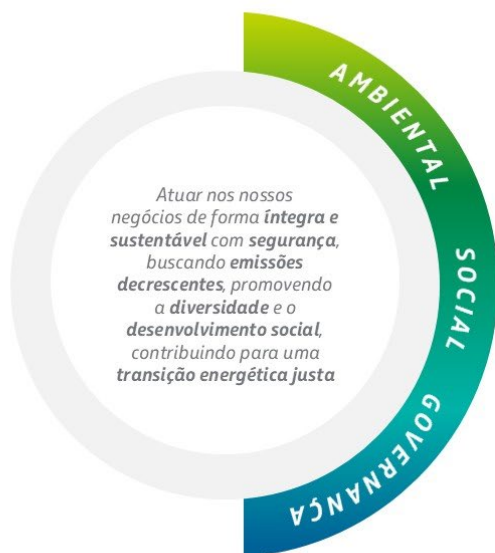 AMBIENTAL
SOCIAL
GOVERNANÇA
Atuar nos nossos
negócios de forma íntegra e
sustentável com segurança,
buscando emissões
decrescentes, promovendo
a diversidade e o
desenvolvimento social,
contribuindo para uma
transição energética justa